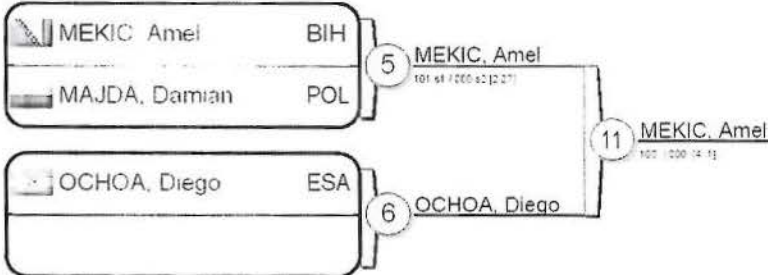 MEKIC Amel BIH
MAJDA, Damian POL
5
MEKIC, Amel
11
MEKIC, Amel
OCHOA, Diego ESA
6
OCHOA, Diego